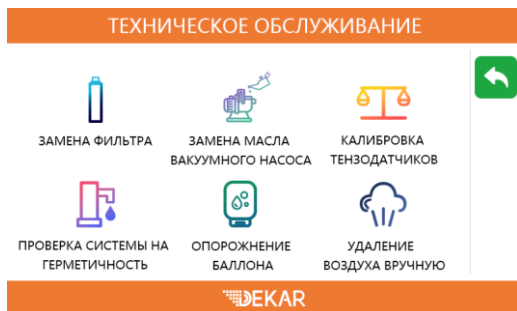 ТЕХНИЧЕСКОЕ ОБСЛУЖИВАНИЕ
ЗАМЕНА ФИЛЬТРА
ЗАМЕНА МАСЛА
ВАКУУМНОГО НАСОСА
КАЛИБРОВКА
ТЕНЗОДАТЧИКОВ
ПРОВЕРКА СИСТЕМЫ НА
ГЕРМЕТИЧНОСТЬ
ОПОРОЖНЕНИЕ
БАЛЛОНА
УДАЛЕНИЕ
ВОЗДУХА ВРУЧНУЮ
DEKAR